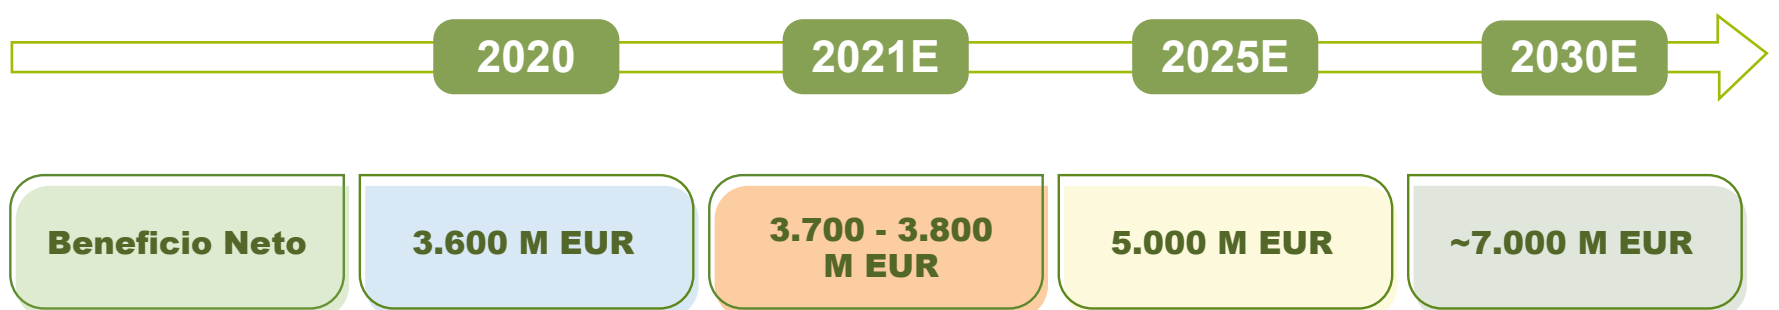 2020
2021E
2025E
2030E
Beneficio Neto
3.600 M EUR
3.700 - 3.800
M EUR
5.000 M EUR
~7.000 M EUR